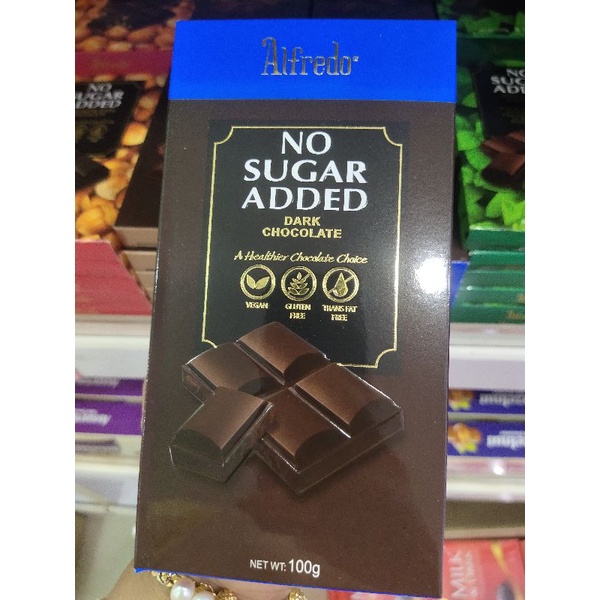 Alfredo
NO
SUGAR
ADDED
DARK
CHOCOLATE
A Healthier Chocolate Choice
VEGAN
GLUTEN
FREE
TRANS FAT
FREE
NET WT: 100g
NO
SUGAR
ADDED
NO
SUGAR
ADDED
MILK